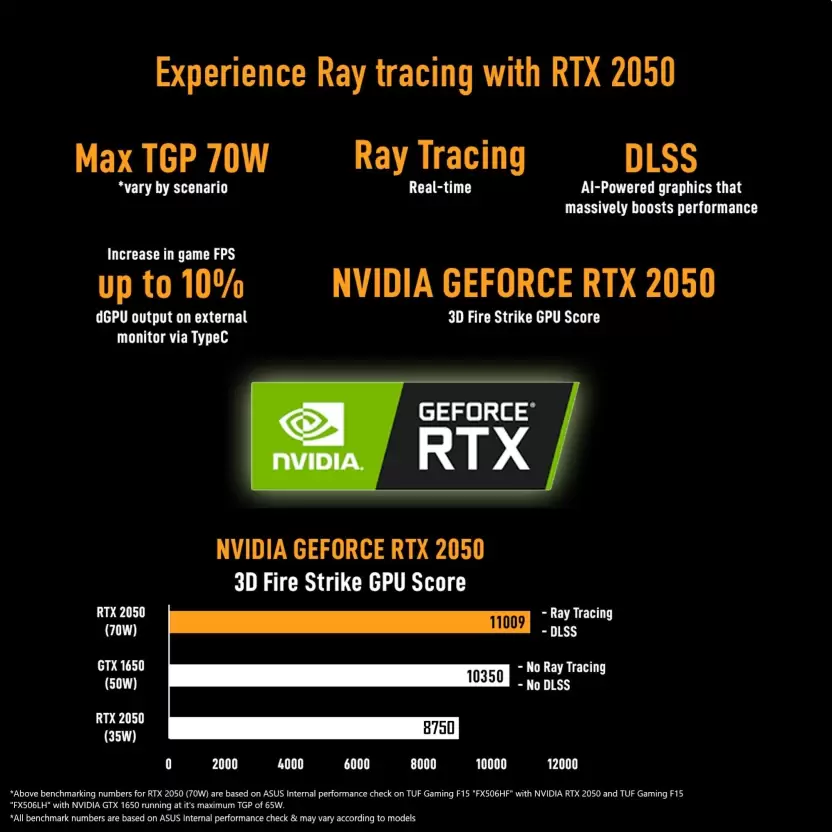 Experience Ray tracing with RTX 2050
Max TGP 70W
*vary by scenario
Ray Tracing
Real-time
DLSS
AI-Powered graphics that
massively boosts performance
Increase in game FPS
up to 10%
dGPU output on external
monitor via TypeC
NVIDIA GEFORCE RTX 2050
3D Fire Strike GPU Score
NVIDIA.
GEFORCE®
RTX
NVIDIA GEFORCE RTX 2050
3D Fire Strike GPU Score
RTX 2050
(70W)
11009
- Ray Tracing
- DLSS
GTX 1650
(50W)
10350
- No Ray Tracing
- No DLSS
RTX 2050
(35W)
8750
0 2000 4000 6000 8000 10000 12000
*Above benchmarking numbers for RTX 2050 (70W) are based on ASUS Internal performance check on TUF Gaming F15 "FX506HF" with NVIDIA RTX 2050 and TUF Gaming F15
"FX506LH" with NVIDIA GTX 1650 running at it's maximum TGP of 65W.
*All benchmark numbers are based on ASUS Internal performance check & may vary according to models